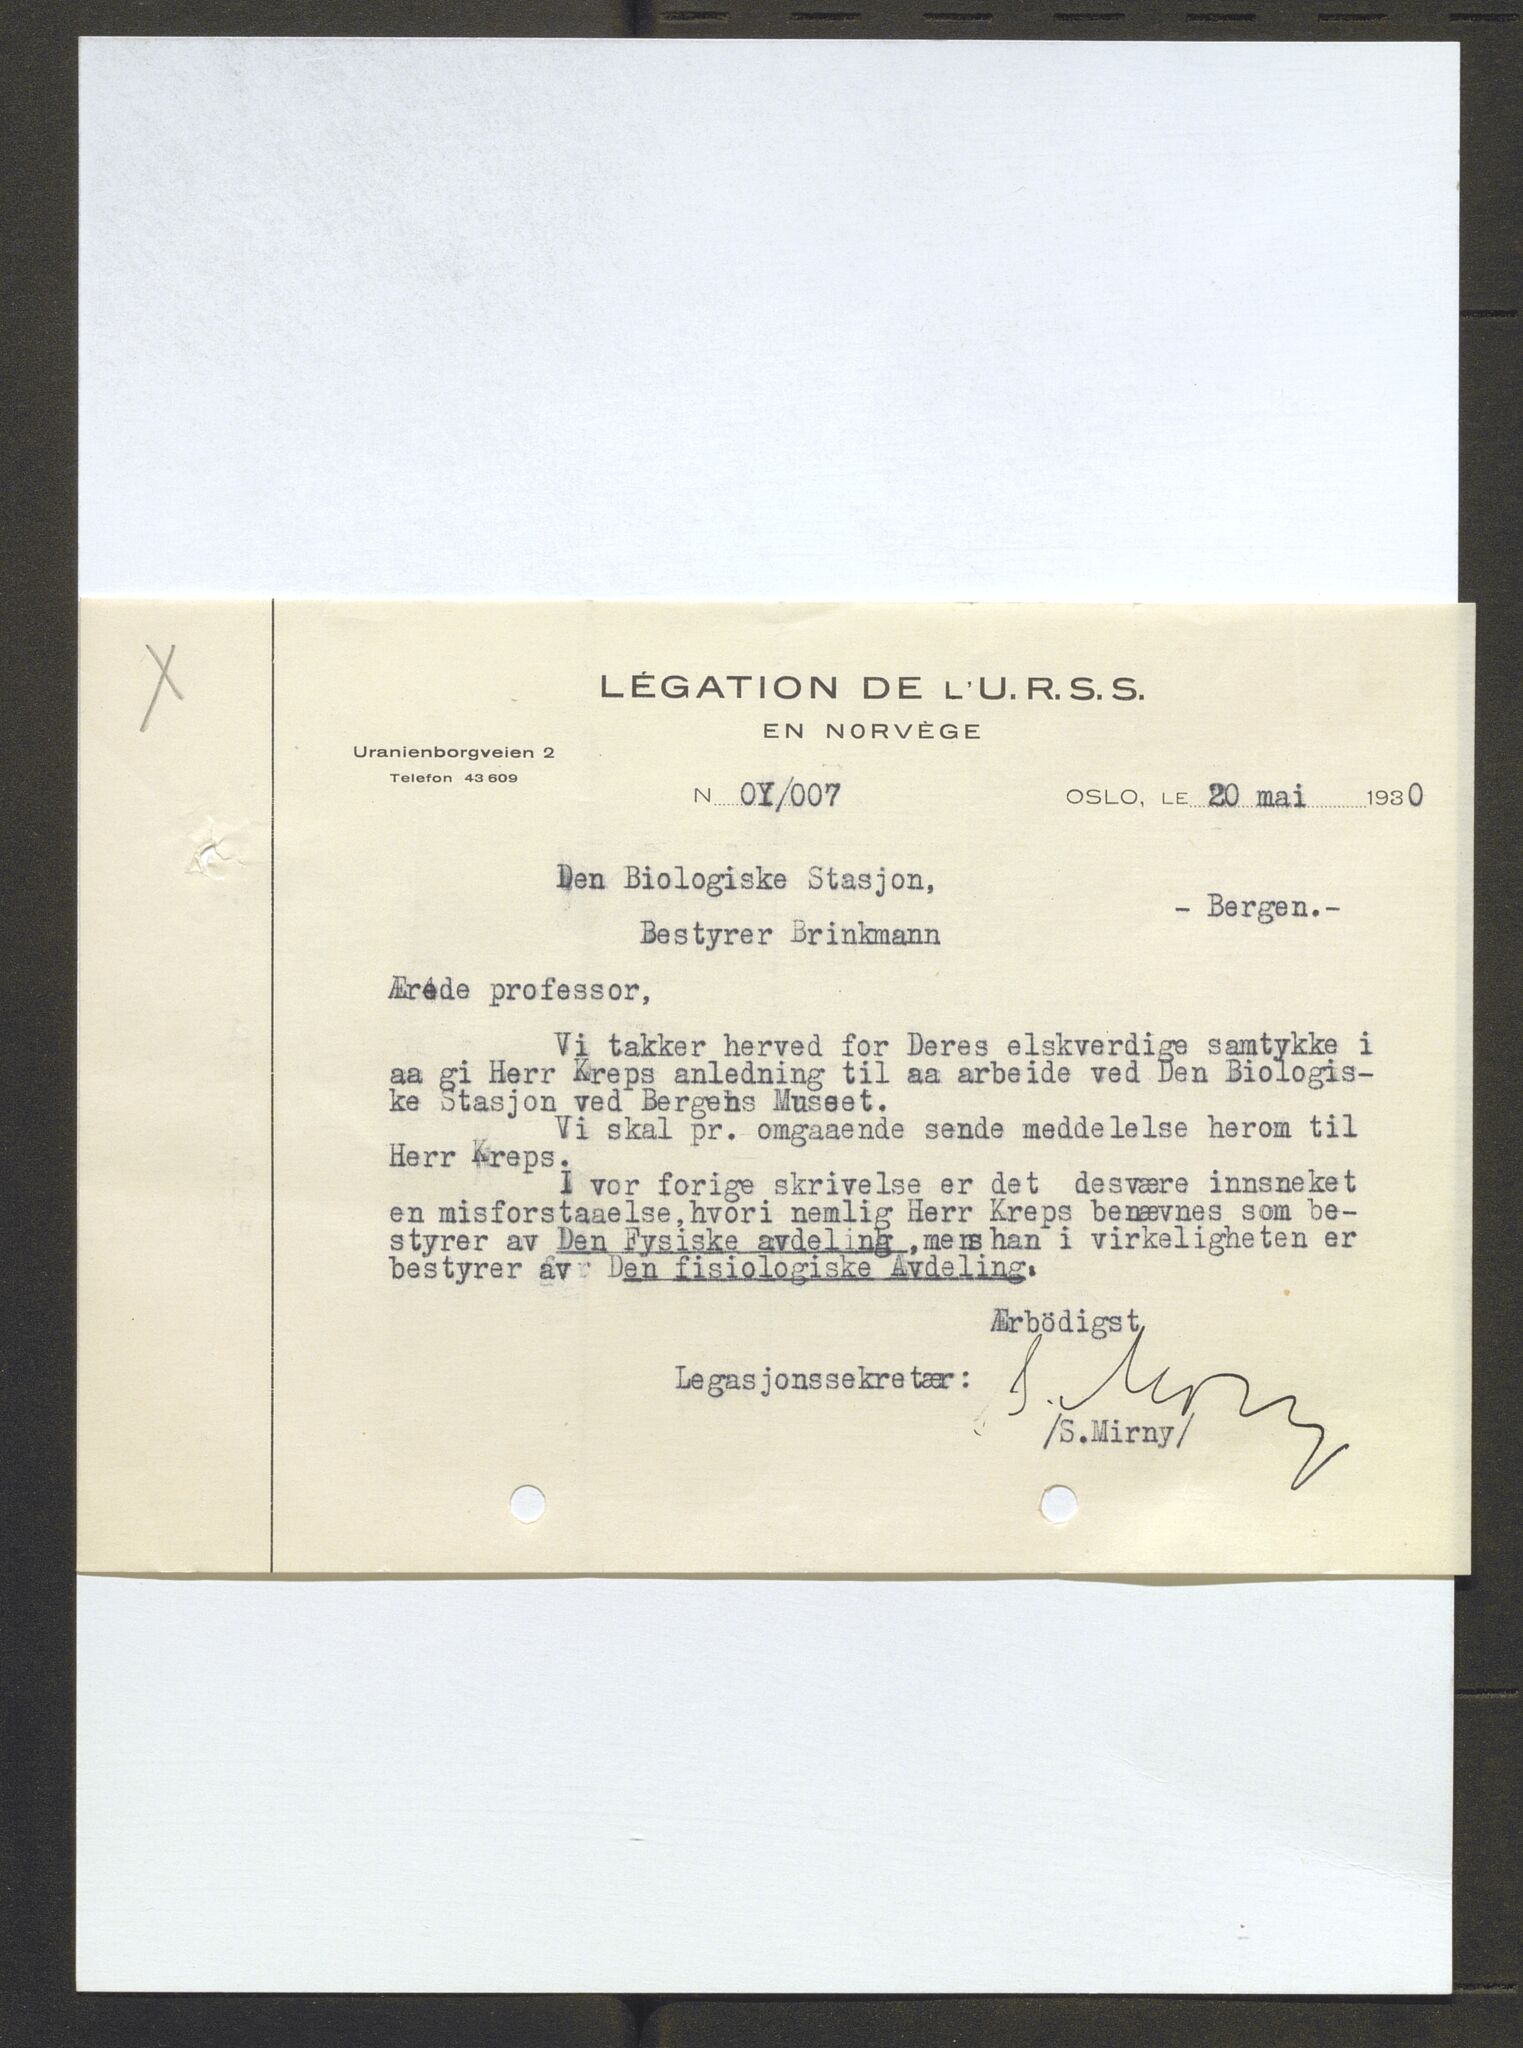 X
LÉGATION DE L'U.R.S.S.
EN NORVÈGE
Uranienborgveien 2
Telefon 43609
N OY/007
OSLO, LE 20 mai 1930
Den Biologiske Stasjon,
- Bergen.-
Bestyrer Brinkmann
Ærede professor,
Vi takker herved for Deres elskverdige samtykke i
aa gi Herr Kreps anledning til aa arbeide ved Den Biologis-
ke Stasjon ved Bergens Museet.
Vi skal pr. omgaaende sende meddelelse herom til
Herr Kreps.
I vor forige skrivelse er det desvære innsneket
en misforstaaelse, hvori nemlig Herr Kreps benævnes som be-
styrer av Den Fysiske avdeling, mens han i virkeligheten er
bestyrer av Den fisiologiske Avdeling.
Ærbödigst
Legasjonssekretær: S. Mirny
/S.Mirny/